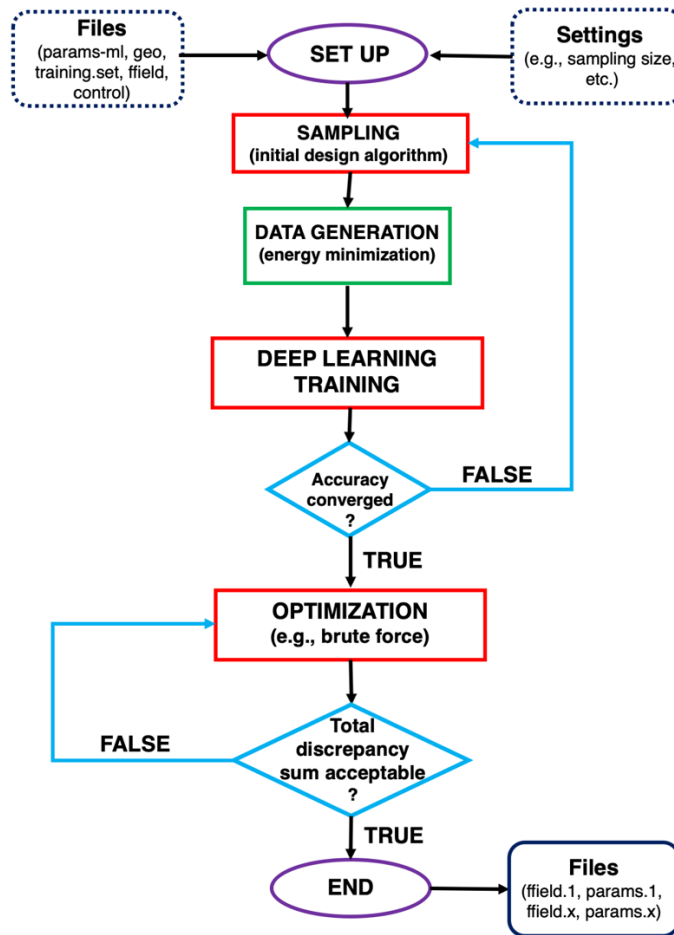 Files
(params-ml, geo,
training.set, ffield,
control)
SET UP
Settings
(e.g., sampling size,
etc.)
SAMPLING
(initial design algorithm)
DATA GENERATION
(energy minimization)
DEEP LEARNING
TRAINING
Accuracy
converged
?
FALSE
TRUE
OPTIMIZATION
(e.g., brute force)
FALSE
Total
discrepancy
sum acceptable
?
TRUE
END
Files
(ffield.1, params.1,
ffield.x, params.x)